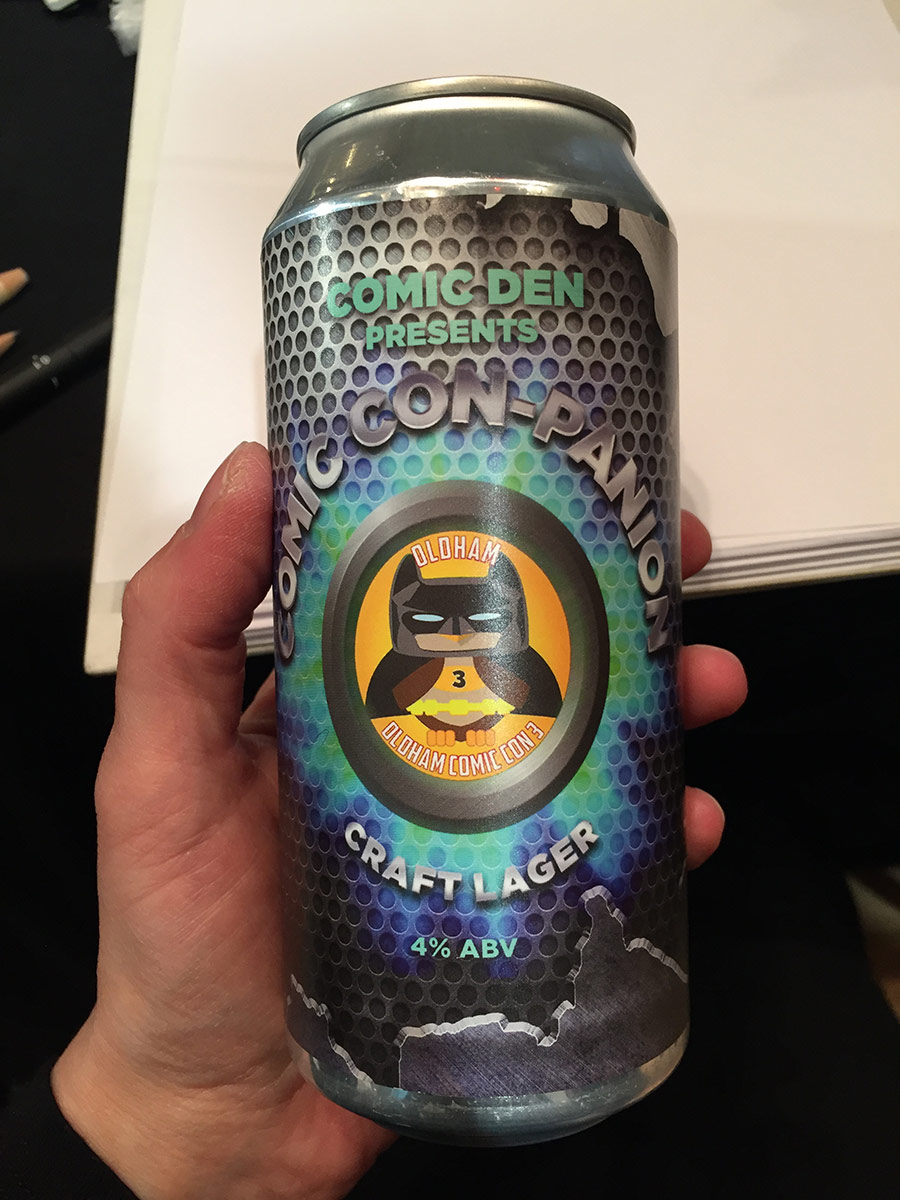 COMIC DEN
PRESENTS
COMIC CON-PANION
OLDHAM
3
OLDHAM COMIC CON 3
CRAFT LAGER
4% ABV